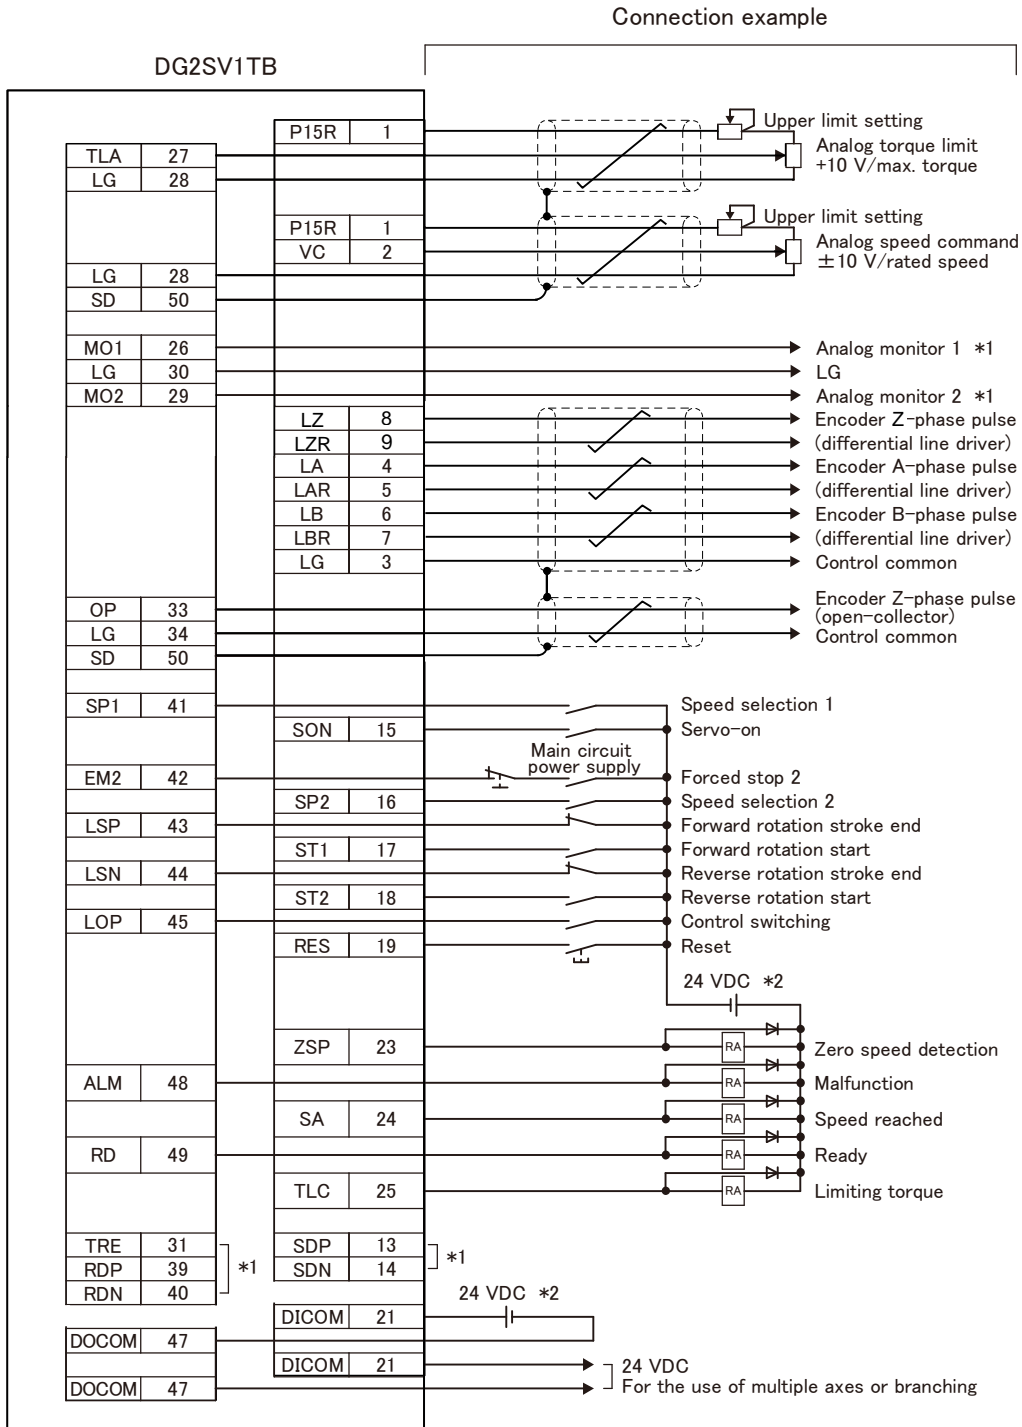 Connection example
DG2SV1TB
P15R 1 Upper limit setting
TLA 27 Analog torque limit
LG 28 +10 V/max. torque
P15R 1 Upper limit setting
VC 2 Analog speed command
LG 28 ±10 V/rated speed
SD 50
MO1 26 Analog monitor 1 *1
LG 30 LG
MO2 29 Analog monitor 2 *1
LZ 8 Encoder Z-phase pulse
LZR 9 (differential line driver)
LA 4 Encoder A-phase pulse
LAR 5 (differential line driver)
LB 6 Encoder B-phase pulse
LBR 7 (differential line driver)
LG 3 Control common
OP 33 Encoder Z-phase pulse
(open-collector)
LG 34 Control common
SD 50
SP1 41 Speed selection 1
SON 15 Servo-on
Main circuit
power supply
EM2 42 Forced stop 2
SP2 16 Speed selection 2
LSP 43 Forward rotation stroke end
ST1 17 Forward rotation start
LSN 44 Reverse rotation stroke end
ST2 18 Reverse rotation start
LOP 45 Control switching
RES 19 Reset
24 VDC *2
ZSP 23 RA Zero speed detection
ALM 48 RA Malfunction
SA 24 RA Speed reached
RD 49 RA Ready
TLC 25 RA Limiting torque
TRE 31 SDP 13
RDP 39 *1 SDN 14 *1
RDN 40
24 VDC *2
DICOM 21
DOCOM 47
DICOM 21 24 VDC
DOCOM 47 For the use of multiple axes or branching